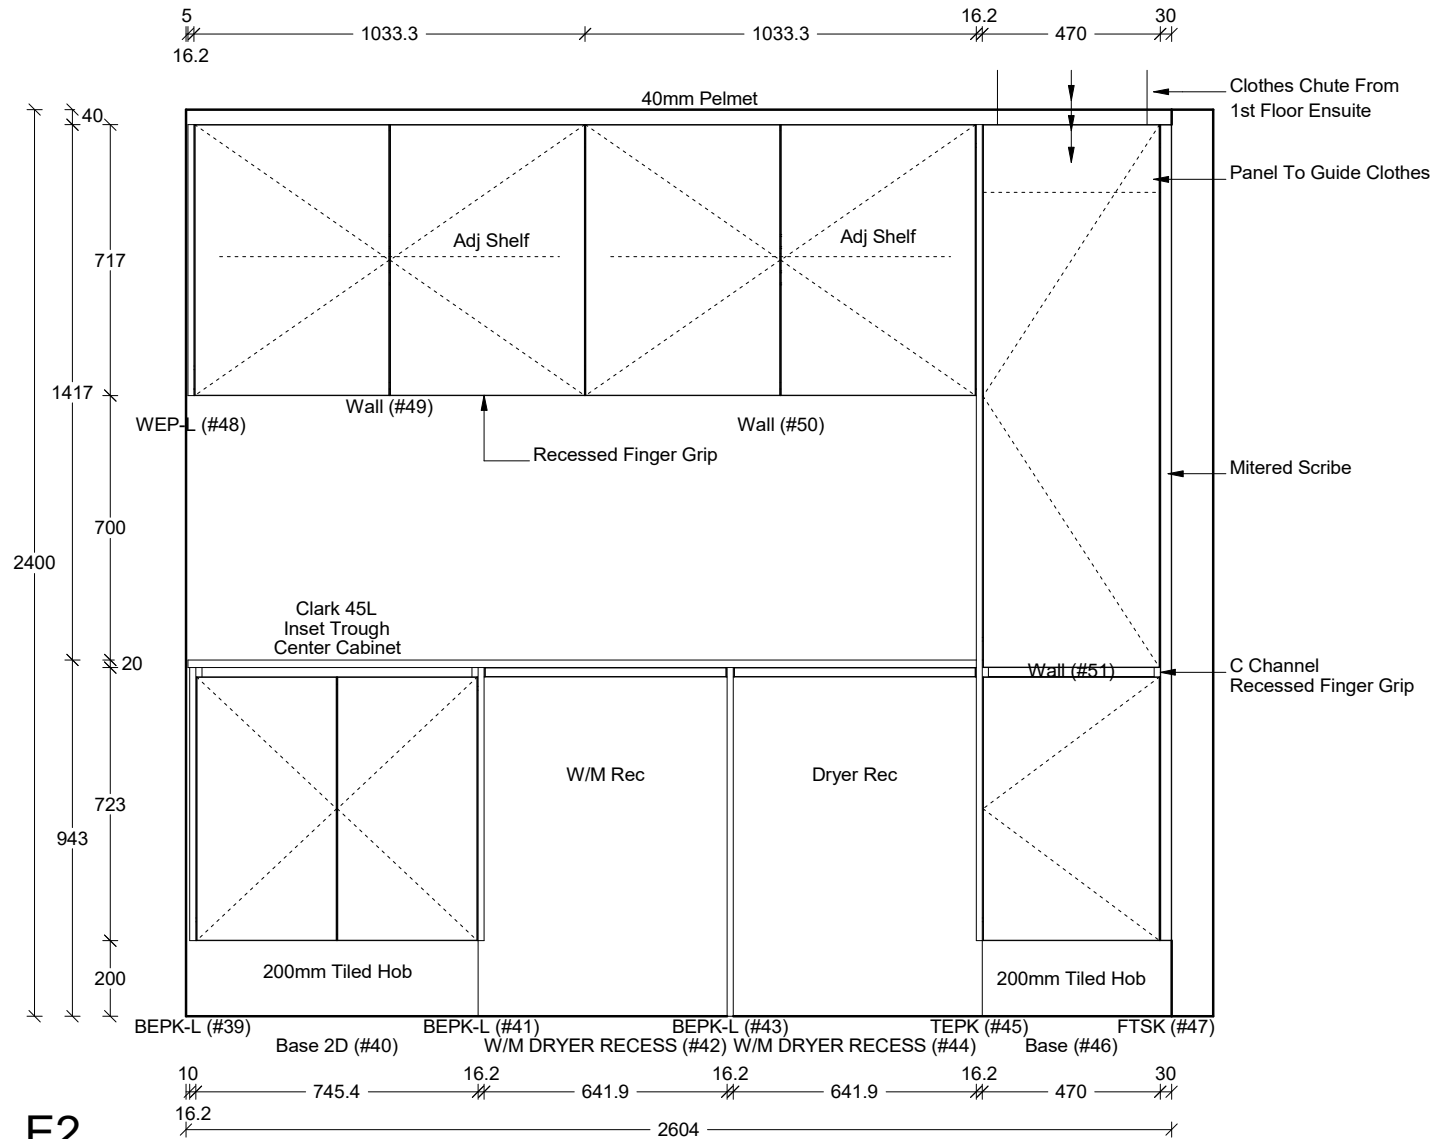 5
16.2
30
1033.3
1033.3
470
16.2
Clothes Chute From
1st Floor Ensuite
40mm Pelmet
40
Panel To Guide Clothes
Adj Shelf
Adj Shelf
717
1417
Wall (#49)
WEP-L (#48)
Wall (#50)
Recessed Finger Grip
Mitered Scribe
700
2400
Clark 45L
Inset Trough
Center Cabinet
20
Wall (#51)
C Channel
Recessed Finger Grip
W/M Rec
Dryer Rec
723
943
200mm Tiled Hob
200mm Tiled Hob
200
BEPK-L (#39)
BEPK-L (#41)
BEPK-L (#43)
TEPK (#45)
FTSK (#47)
Base 2D (#40)
W/M DRYER RECESS (#42)
W/M DRYER RECESS (#44)
Base (#46)
10
16.2
16.2
16.2
30
745.4
641.9
641.9
470
16.2
2604
E2